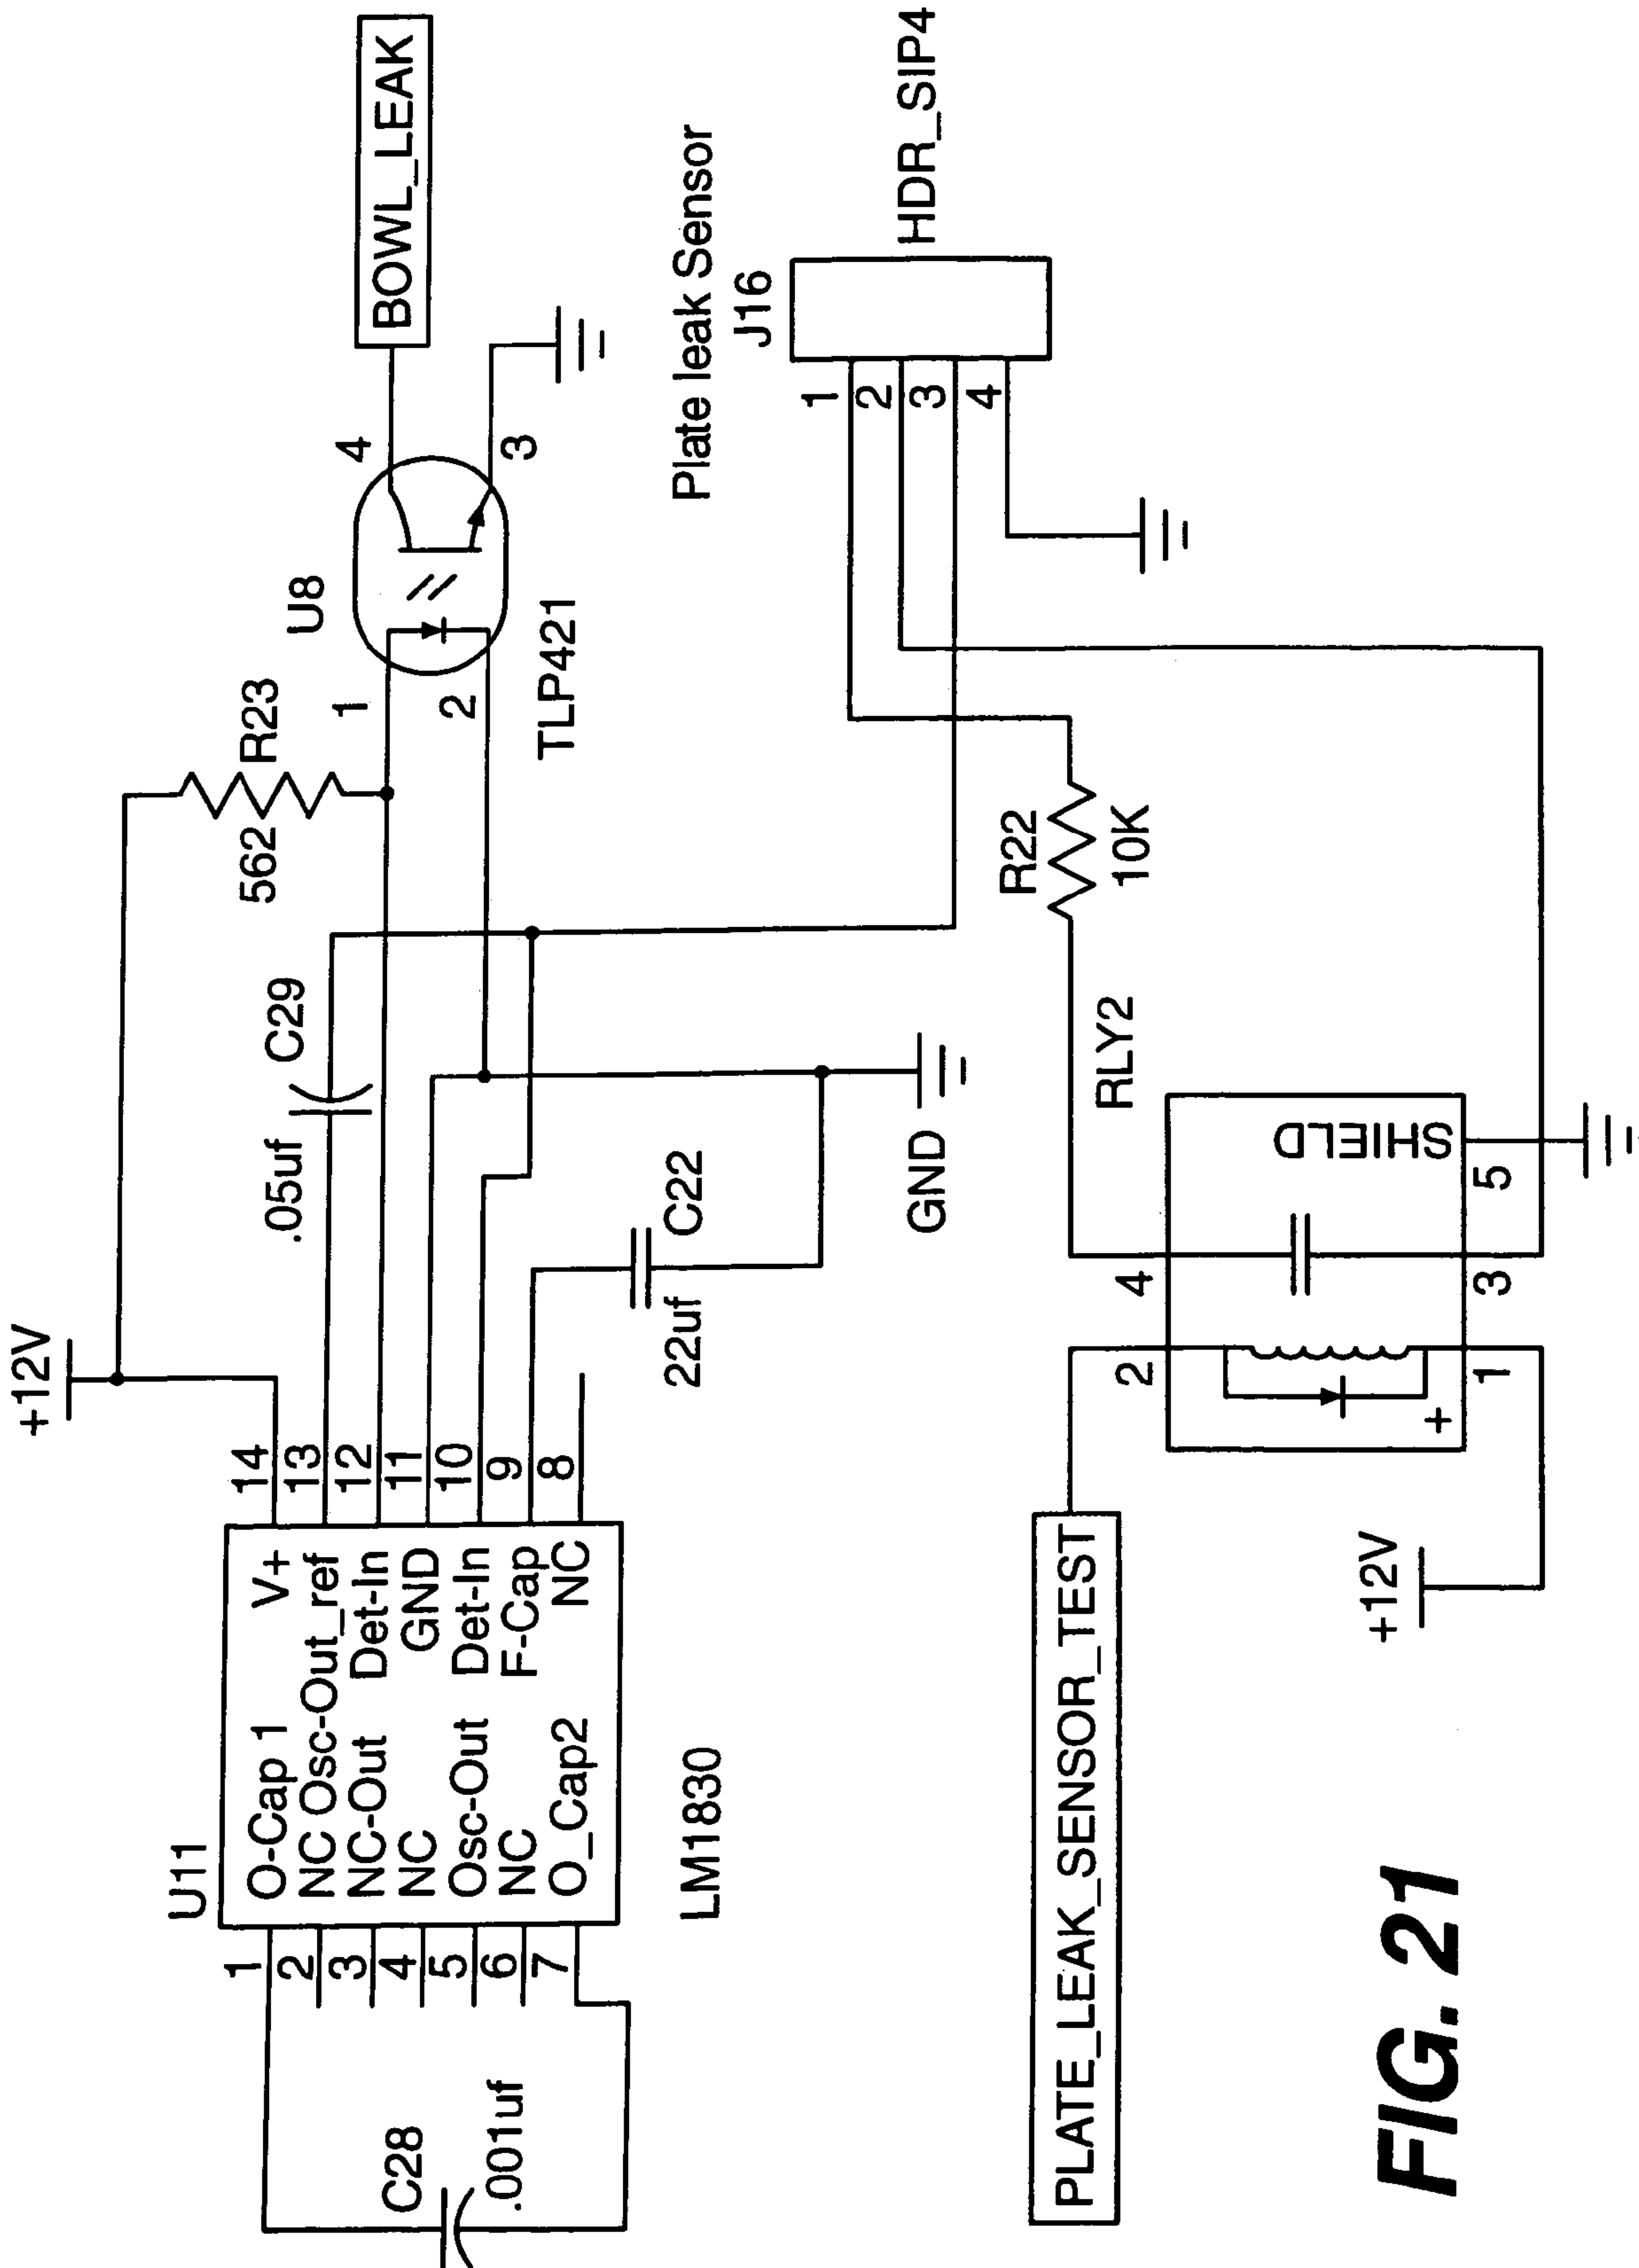 +12V
U11
O-Cap 1 V+
NC Osc-Out_ref
NC-Out Det-In
NC GND
Osc-Out Det-In
NC F-Cap
O_Cap2 NC
1
2
3
4
5
6
7
14
13
12
11
10
9
8
LM1830
C28
.001uf
.05uf
C29
562
R23
22uf
C22
GND
U8
1
2
4
3
TLP421
BOWL_LEAK
Plate leak Sensor
J16
1
2
3
4
HDR_SIP4
R22
10K
RLY2
PLATE_LEAK_SENSOR_TEST
2
4
SHIELD
+
1
3
5
+12V
FIG. 21